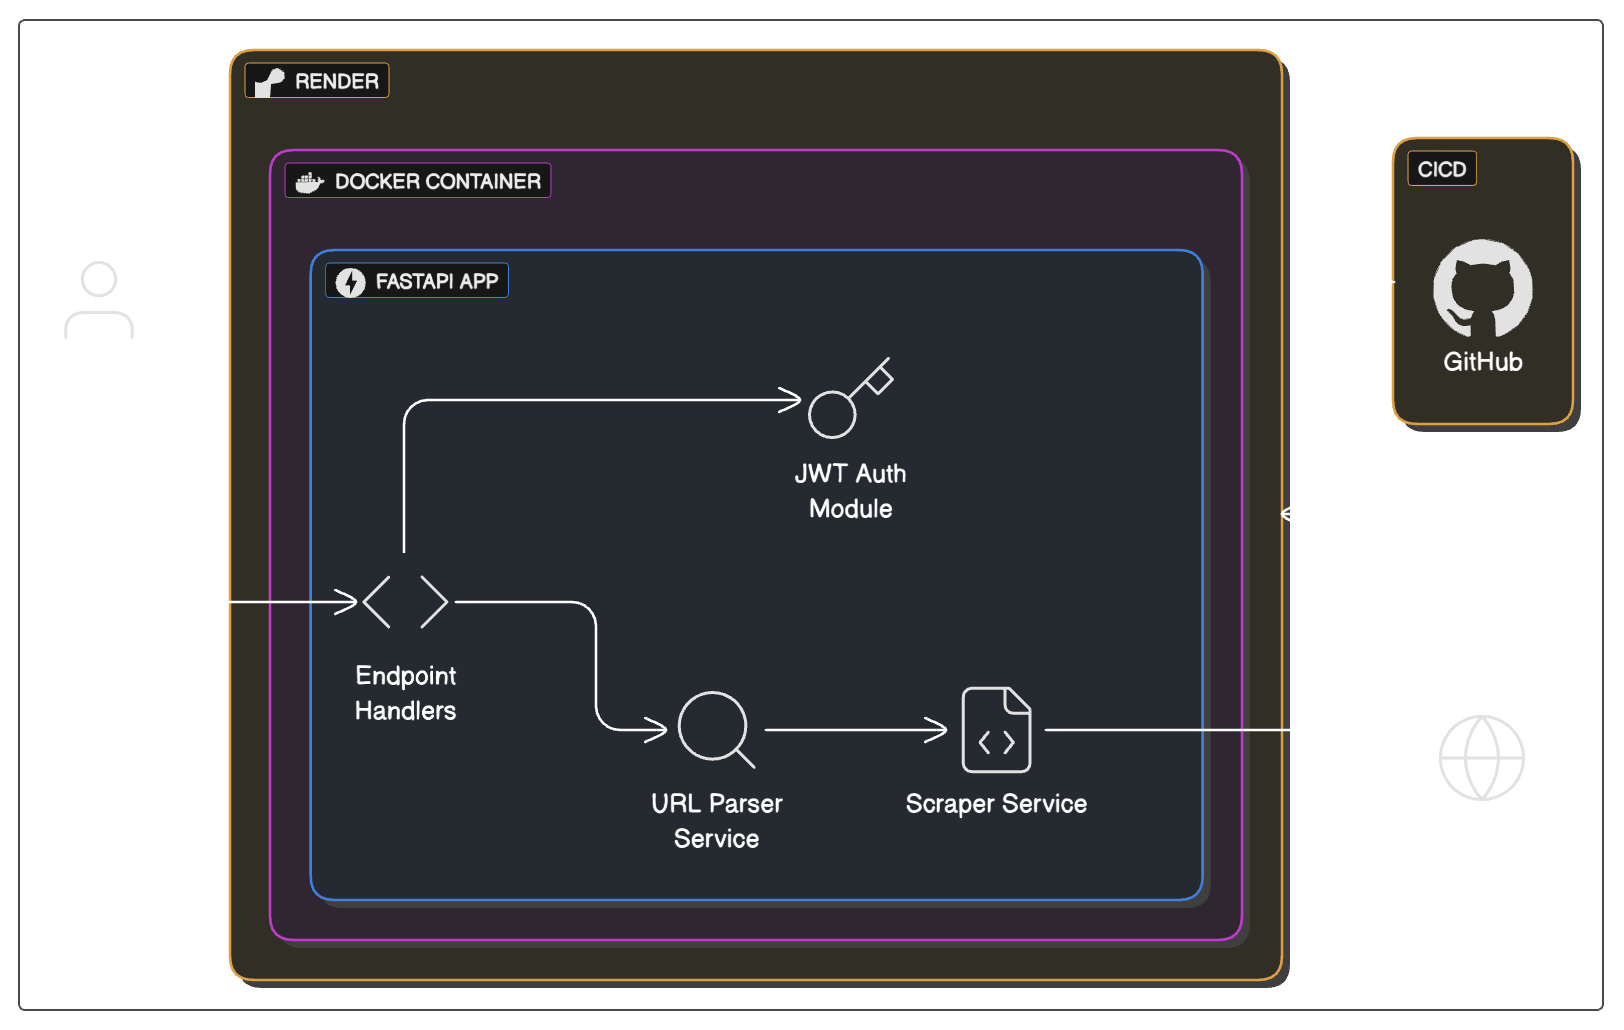 RENDER
DOCKER CONTAINER
FASTAPI APP
JWT Auth
Module
Endpoint
Handlers
URL Parser
Service
Scraper Service
CICD
GitHub